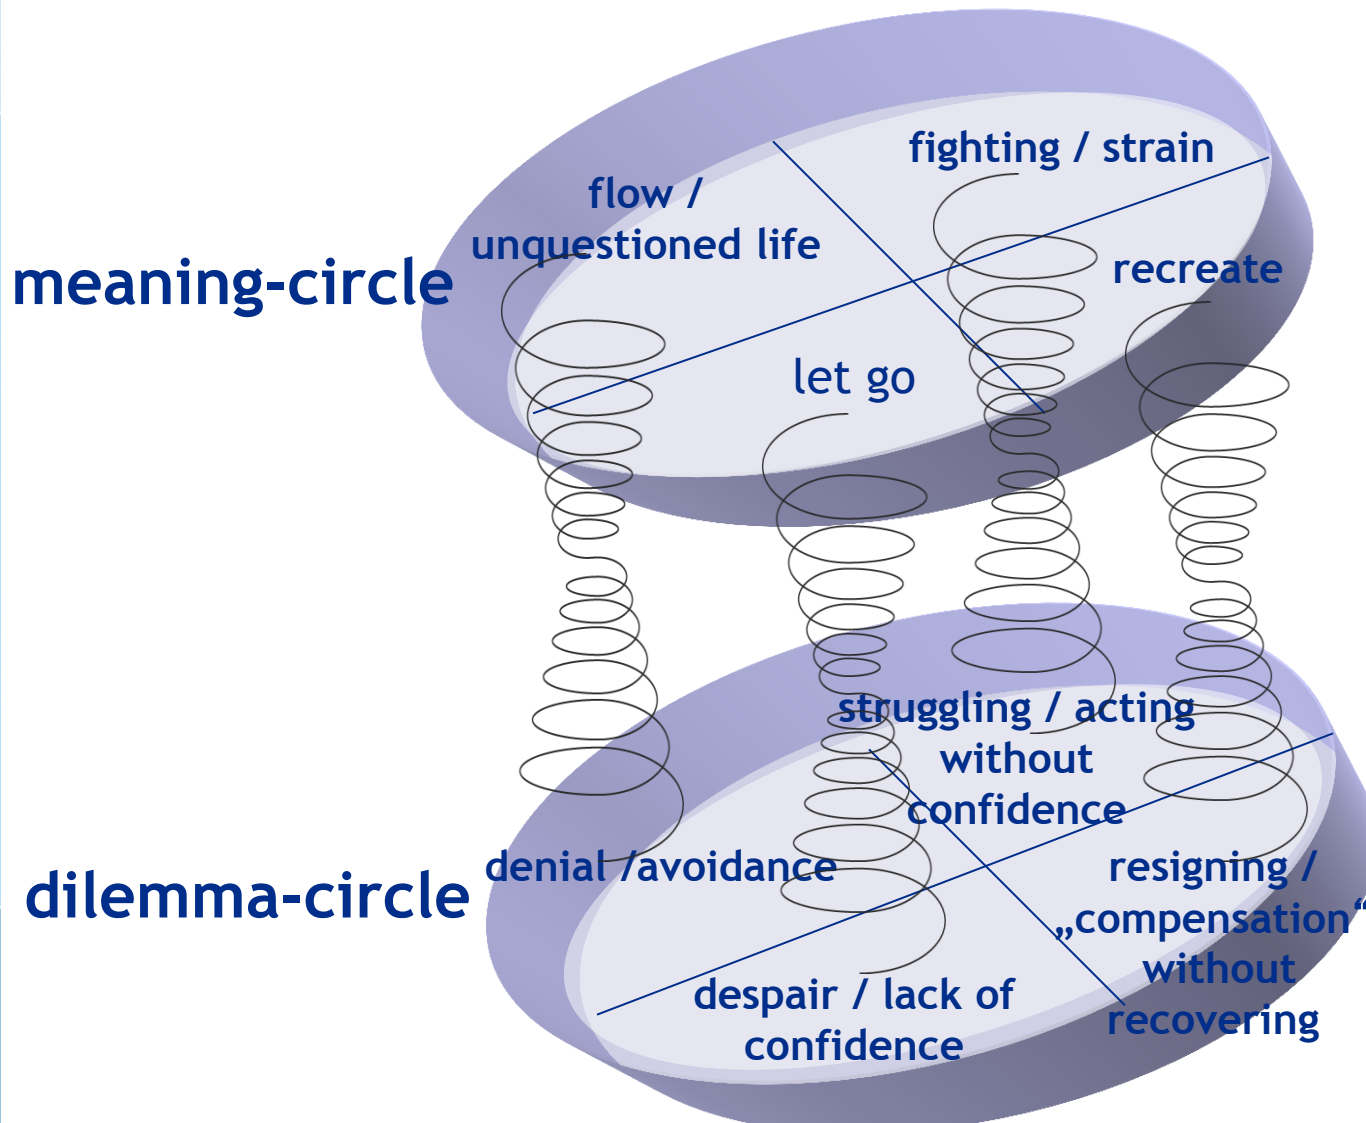 fighting / strain
flow /
unquestioned life
meaning-circle
recreate
let go
struggling / acting
without
confidence
denial /avoidance
dilemma-circle
resigning /
„compensation“
without
recovering
despair / lack of
confidence